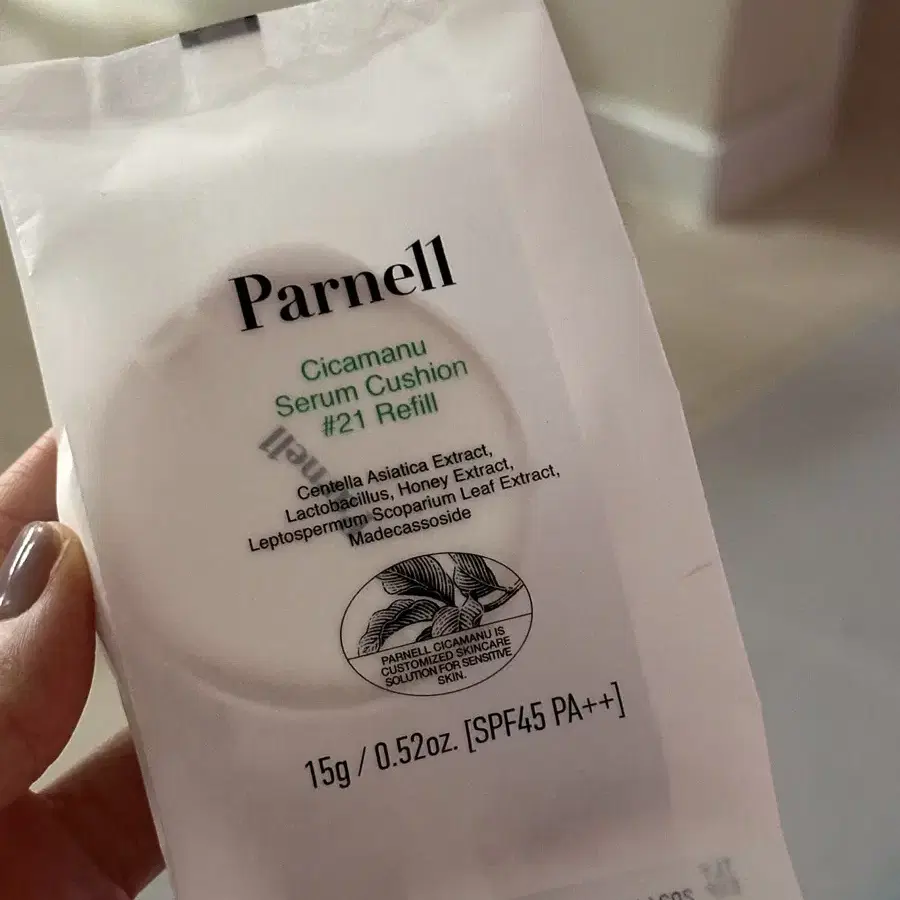 Parnell
Cicamanu
Serum Cushion
#21 Refill
Centella Asiatica Extract,
Lactobacillus, Honey Extract,
Leptospermum Scoparium Leaf Extract,
Madecassoside
PARNELL CICAMANU IS
CUSTOMIZED SKINCARE
SOLUTION FOR SENSITIVE
SKIN.
15g / 0.52oz. [SPF45 PA++]
Parnell